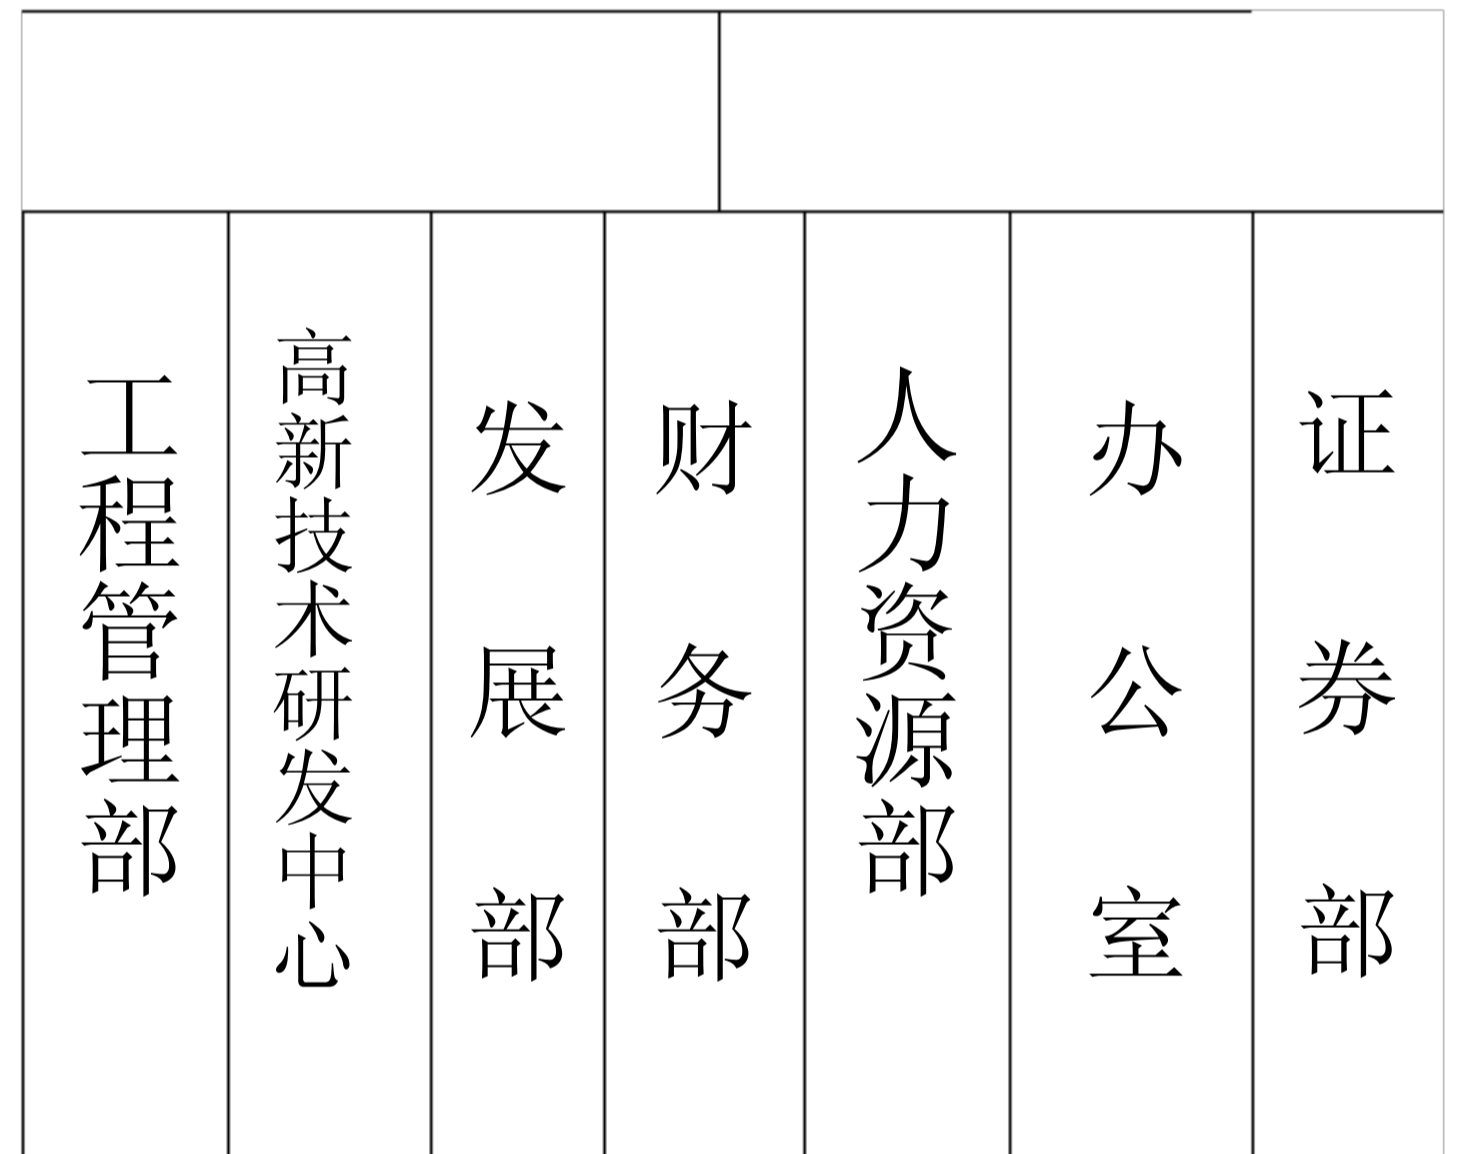 工程管理部
高新技术研发中心
发展部
财务部
人力资源部
办公室
证券部